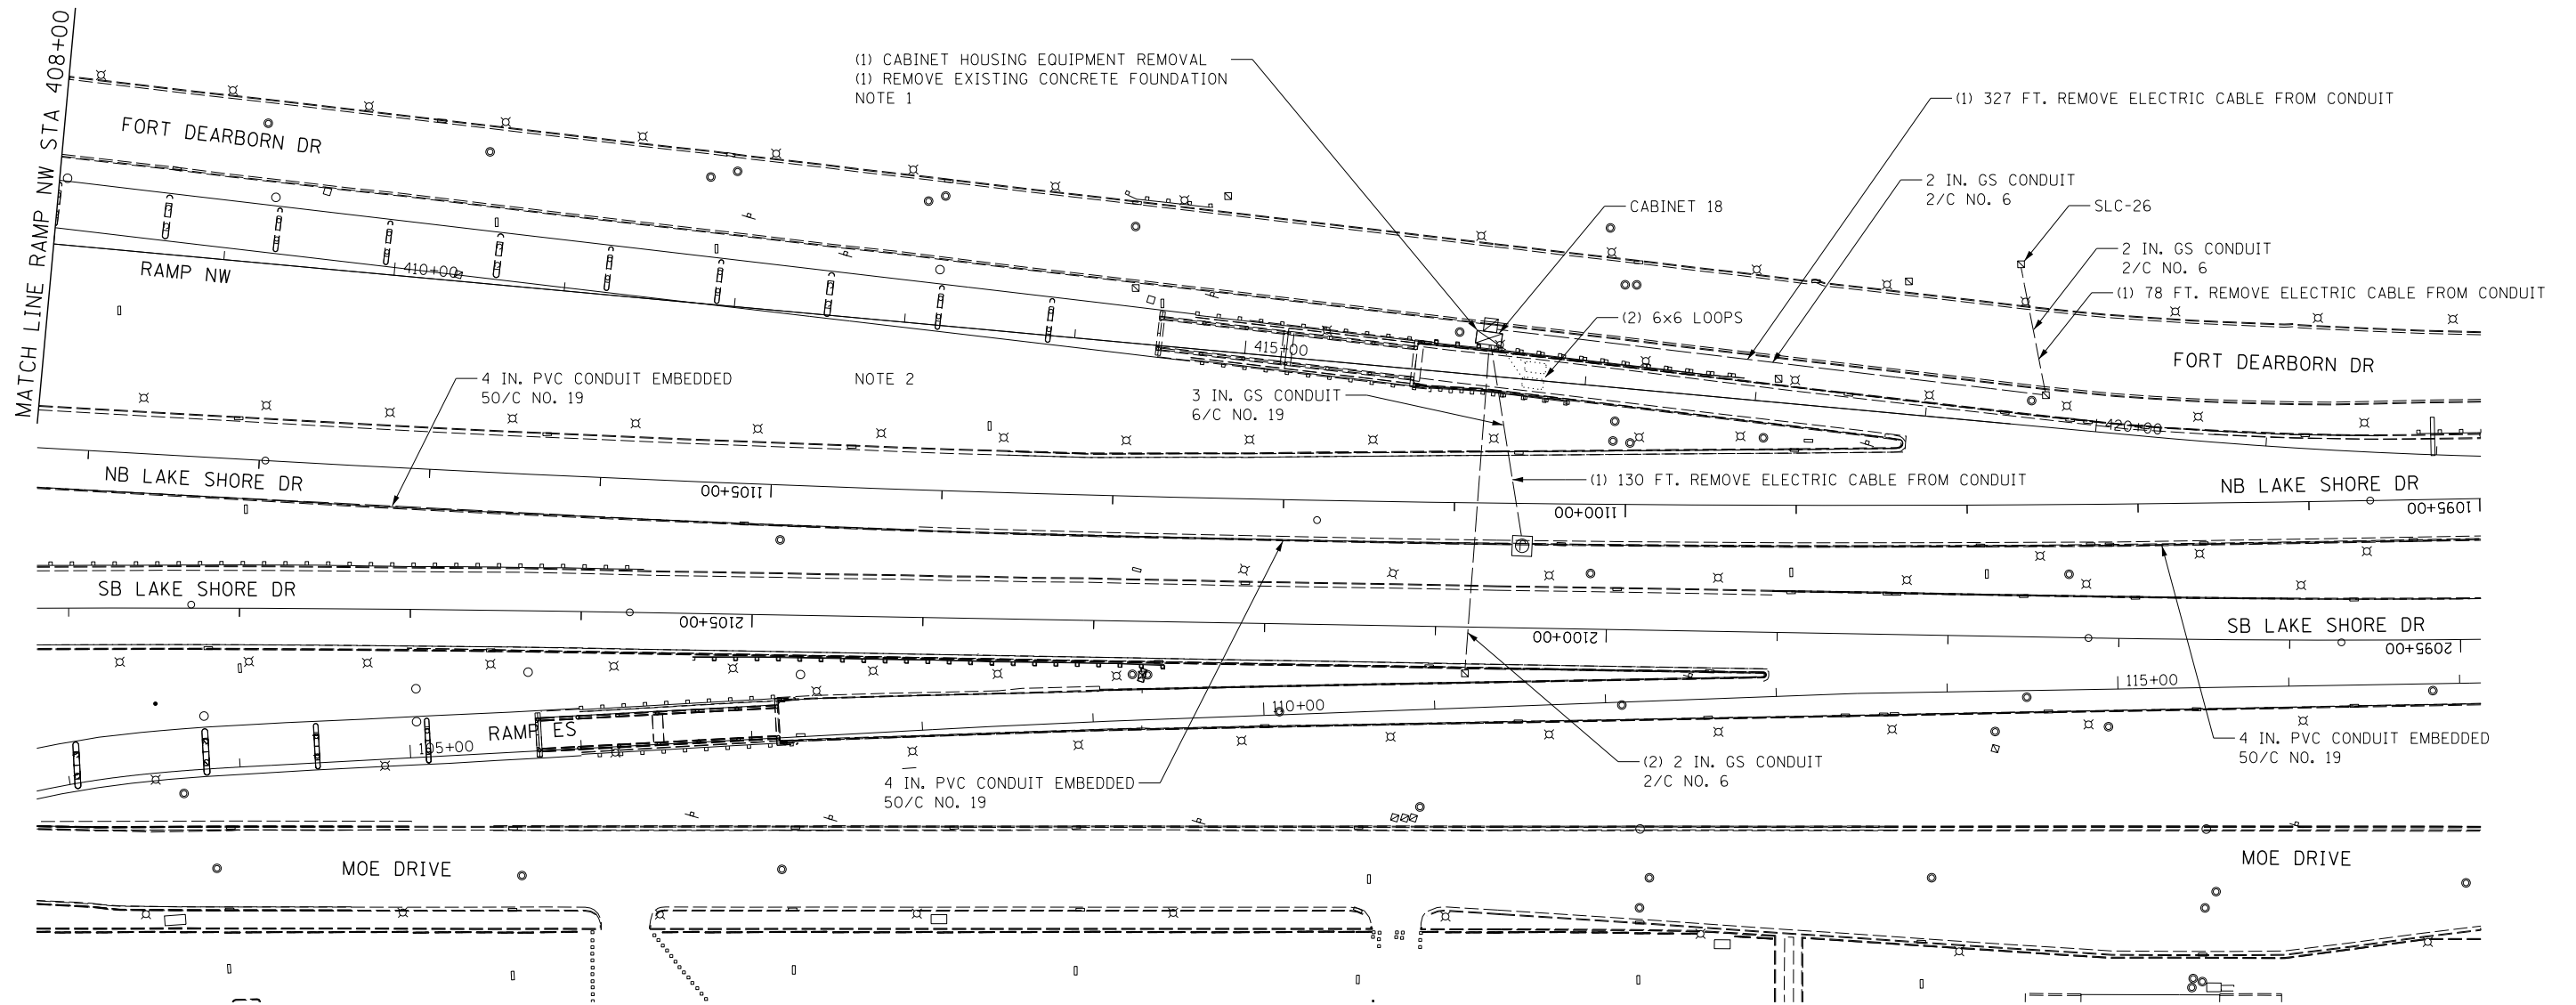 MATCH LINE RAMP NW STA 408+00
(1) CABINET HOUSING EQUIPMENT REMOVAL
(1) REMOVE EXISTING CONCRETE FOUNDATION
NOTE 1
(1) 327 FT. REMOVE ELECTRIC CABLE FROM CONDUIT
FORT DEARBORN DR
2 IN. GS CONDUIT
2/C NO. 6
CABINET 18
SLC-26
2 IN. GS CONDUIT
2/C NO. 6
(1) 78 FT. REMOVE ELECTRIC CABLE FROM CONDUIT
RAMP NW
410+00
(2) 6x6 LOOPS
415+00
FORT DEARBORN DR
4 IN. PVC CONDUIT EMBEDDED
50/C NO. 19
NOTE 2
3 IN. GS CONDUIT
6/C NO. 19
420+00
NB LAKE SHORE DR
1105+00
(1) 130 FT. REMOVE ELECTRIC CABLE FROM CONDUIT
1100+00
NB LAKE SHORE DR
1095+00
SB LAKE SHORE DR
2105+00
2100+00
SB LAKE SHORE DR
2095+00
115+00
110+00
RAMP ES
105+00
4 IN. PVC CONDUIT EMBEDDED
50/C NO. 19
(2) 2 IN. GS CONDUIT
2/C NO. 6
4 IN. PVC CONDUIT EMBEDDED
50/C NO. 19
MOE DRIVE
MOE DRIVE